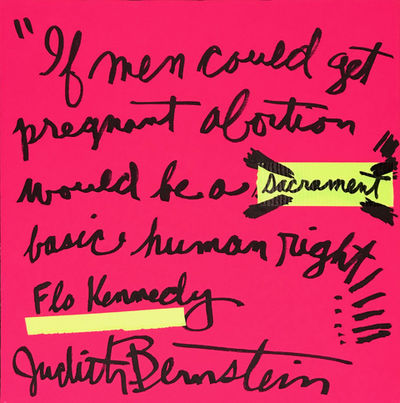 "If men could get
pregnant abortion
would be a sacrament"
basic human right
Flo Kennedy
Judith Bernstein